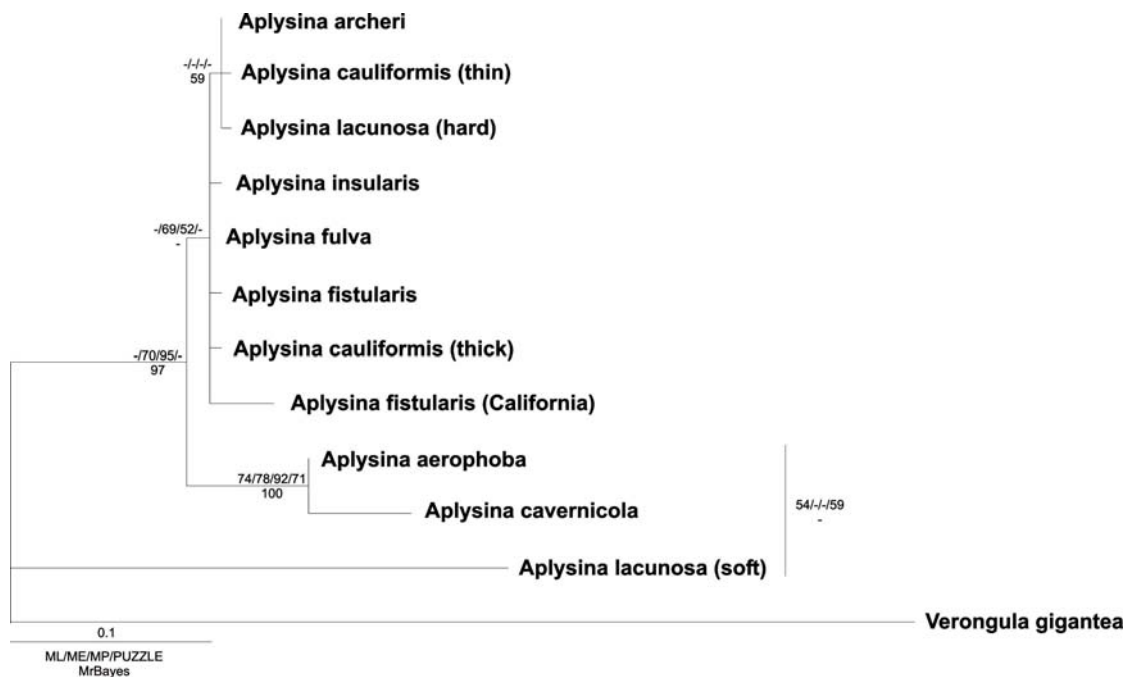 Aplysina archeri
-/-/-/-
59
Aplysina cauliformis (thin)
Aplysina lacunosa (hard)
Aplysina insularis
-/69/52/-
-
Aplysina fulva
Aplysina fistularis
Aplysina cauliformis (thick)
-/70/95/-
97
Aplysina fistularis (California)
Aplysina aerophoba
74/78/92/71
100
Aplysina cavernicola
54/-/-/59
-
Aplysina lacunosa (soft)
Verongula gigantea
0.1
ML/ME/MP/PUZZLE
MrBayes